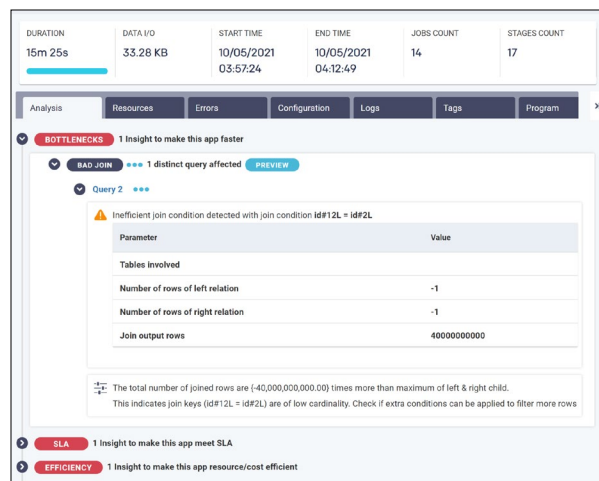 DURATION DATA I/O START TIME END TIME JOBS COUNT STAGES COUNT
15m 25s 33.28 KB 10/05/2021 10/05/2021 14 17
03:57:24 04:12:49
Analysis Resources Errors Configuration Logs Tags Program
BOTTLENECKS 1 Insight to make this app faster
BAD JOIN 1 distinct query affected PREVIEW
Query 2
Inefficient join condition detected with join condition id#12L = id#2L
Parameter Value
Tables involved
Number of rows of left relation -1
Number of rows of right relation -1
Join output rows 40000000000
The total number of joined rows are {-40,000,000,000.00} times more than maximum of left & right child.
This indicates join keys (id#12L = id#2L) are of low cardinality. Check if extra conditions can be applied to filter more rows
SLA 1 Insight to make this app meet SLA
EFFICIENCY 1 Insight to make this app resource/cost efficient